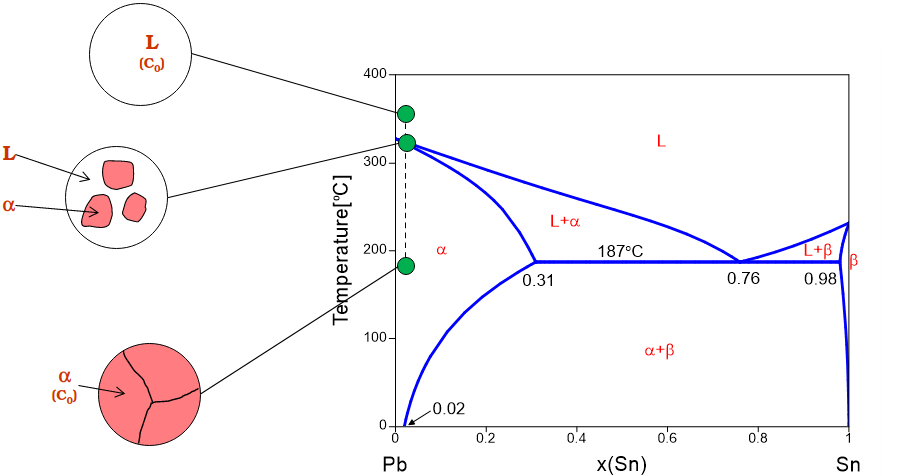 L
(C₀)
L
α
α
(C₀)
Temperature[°C]
400
300
200
100
0
L
L+α
α
187°C
L+β
β
0.31
0.76
0.98
α+β
0.02
0
0.2
0.4
0.6
0.8
1
Pb
x(Sn)
Sn